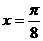 x = π/8